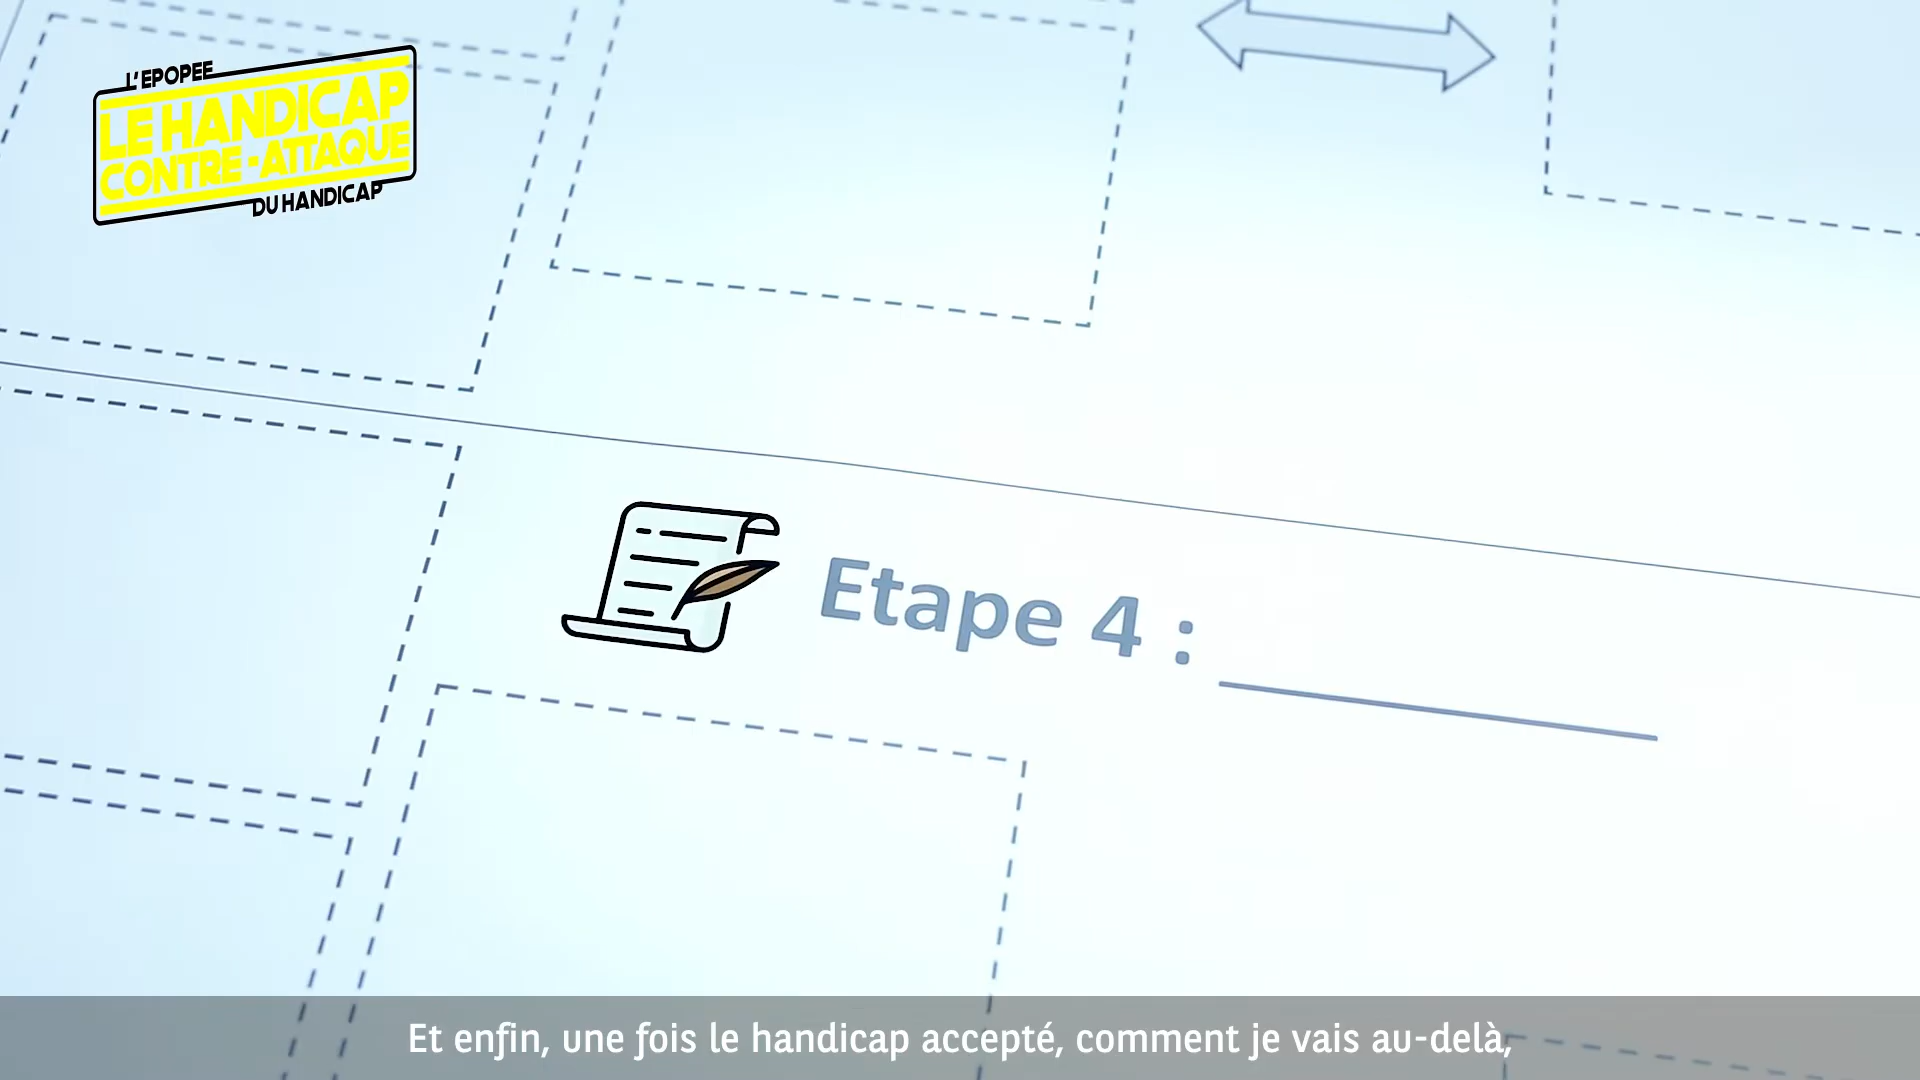 L'EPOPEE
LE HANDICAP
CONTRE-ATTAQUE
DU HANDICAP
Etape 4 :
Et enfin, une fois le handicap accepté, comment je vais au-delà,